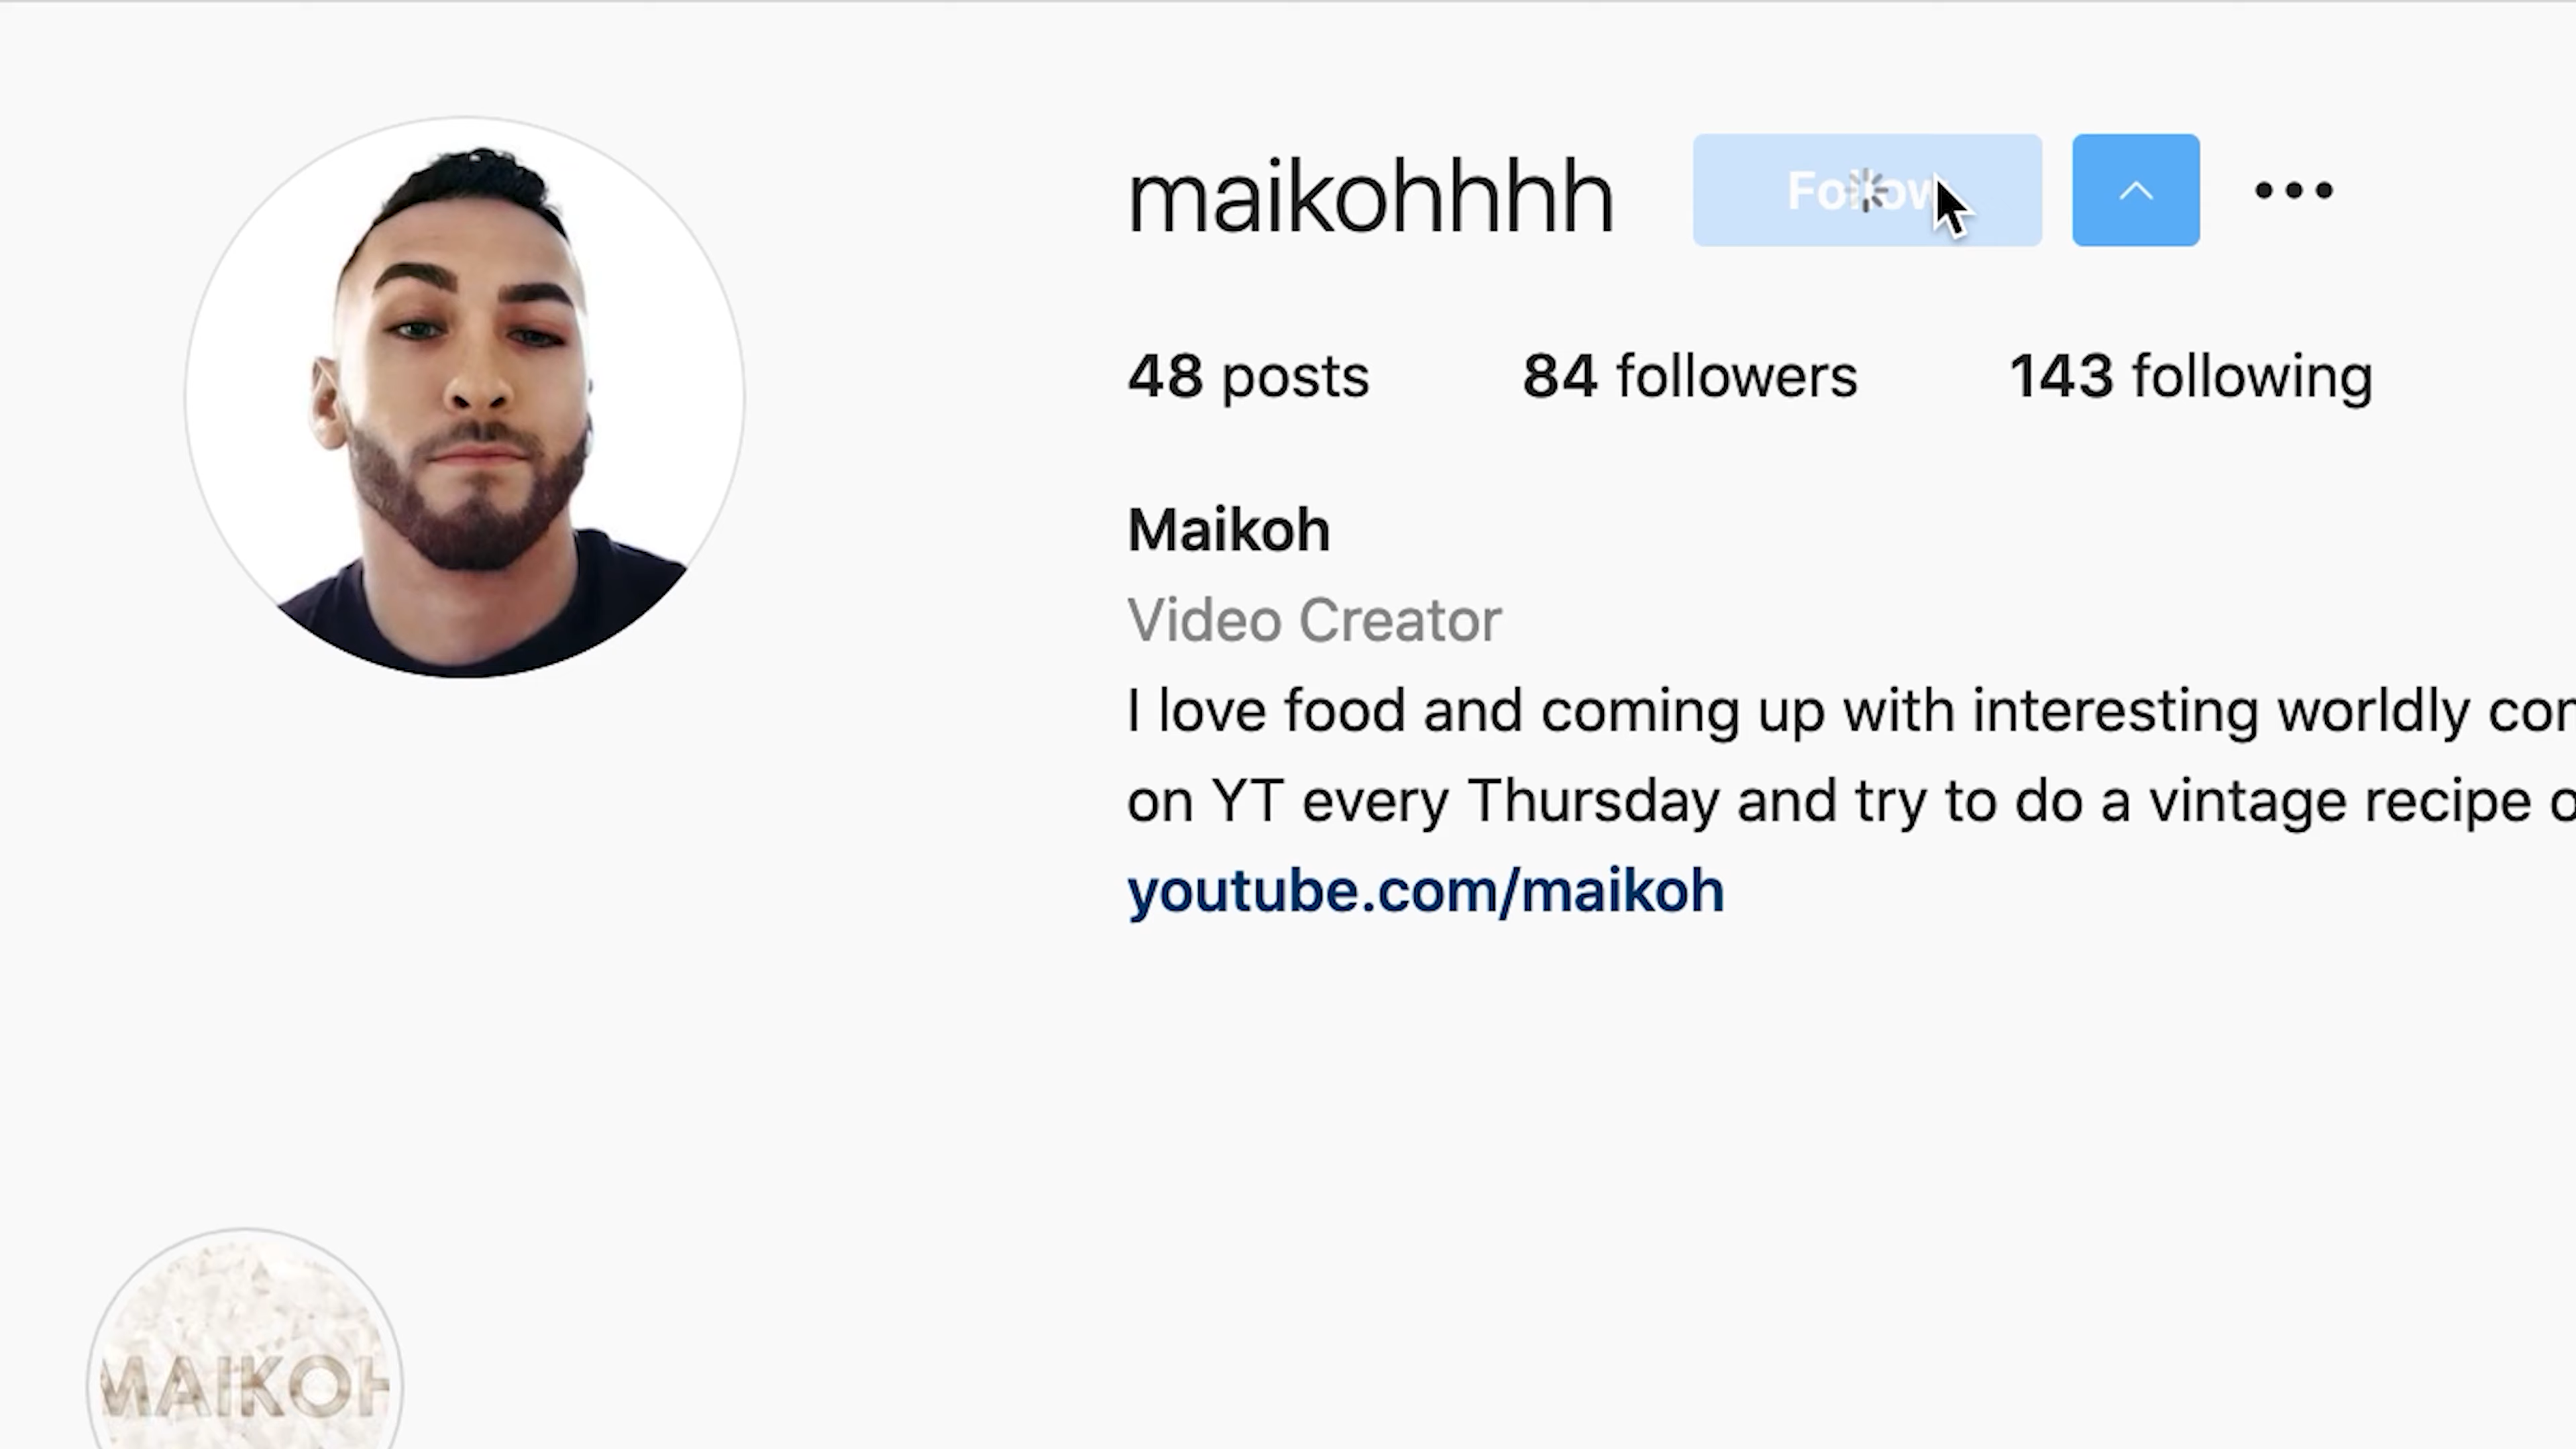 maikohhhh Follow
48 posts 84 followers 143 following
Maikoh
Video Creator
I love food and coming up with interesting worldly
on YT every Thursday and try to do a vintage recipe
youtube.com/maikoh
MAIKOH